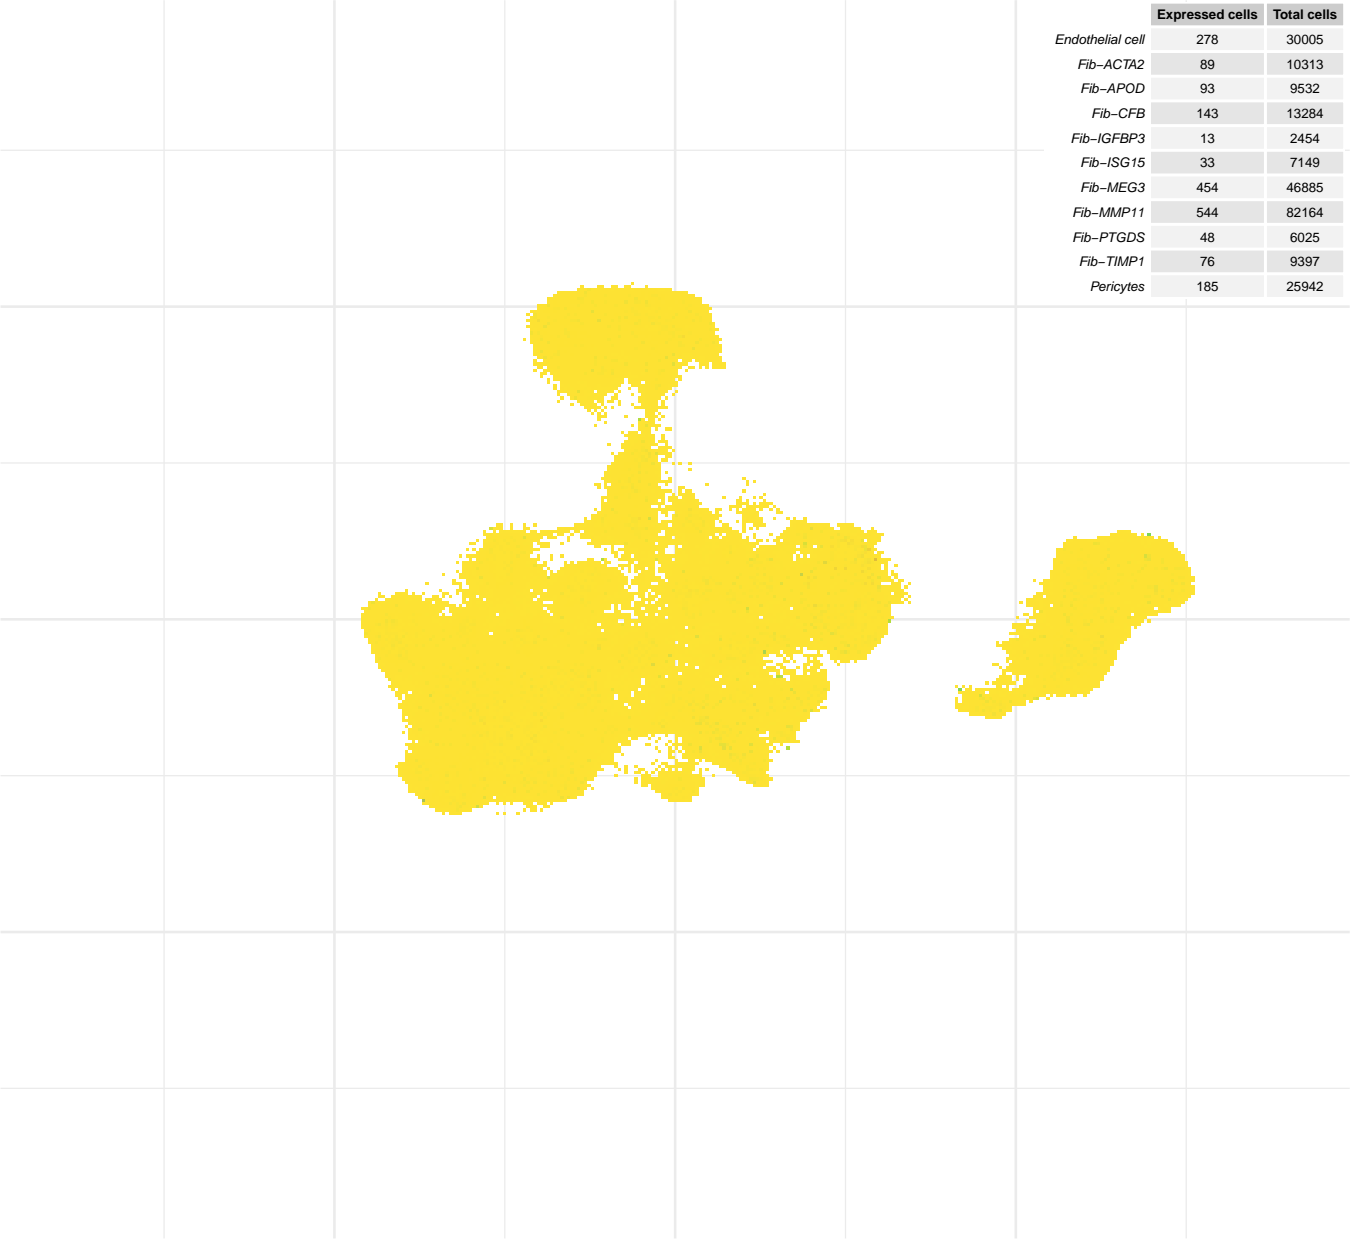 Expressed cells Total cells
Endothelial cell 278 30005
Fib−ACTA2 89 10313
Fib−APOD 93 9532
Fib−CFB 143 13284
Fib−IGFBP3 13 2454
Fib−ISG15 33 7149
Fib−MEG3 454 46885
Fib−MMP11 544 82164
Fib−PTGDS 48 6025
Fib−TIMP1 76 9397
Pericytes 185 25942